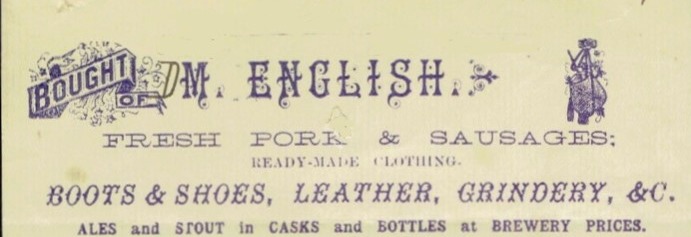 BOUGHT OF M. ENGLISH.
FRESH PORK & SAUSAGES;
READY-MADE CLOTHING.
BOOTS & SHOES, LEATHER, GRINDERY, &C.
ALES and STOUT in CASKS and BOTTLES at BREWERY PRICES.